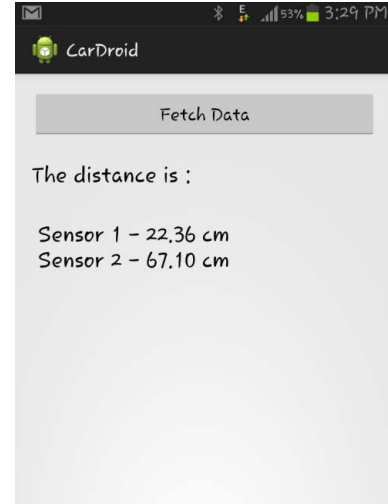 E 53% 3:29 PM
CarDroid
Fetch Data
The distance is :
Sensor 1 - 22.36 cm
Sensor 2 - 67.10 cm